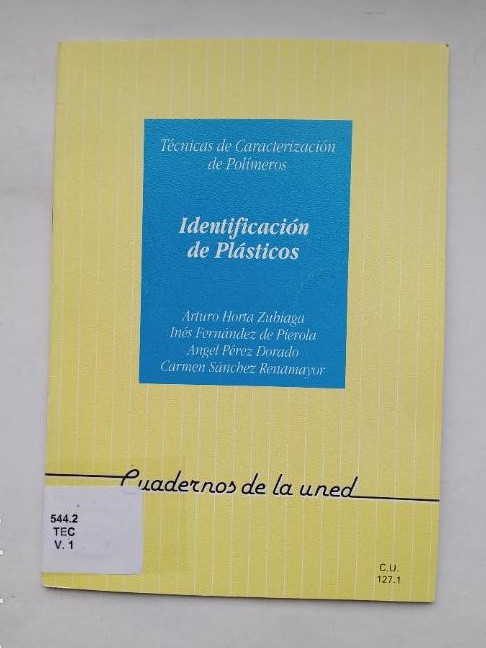 Técnicas de Caracterización
de Polímeros
Identificación
de Plásticos
Arturo Horta Zubiaga
Inés Fernández de Pierola
Angel Pérez Dorado
Carmen Sánchez Renamayor
Cuadernos de la uned
544.2
TEC
V. 1
C.U.
127.1